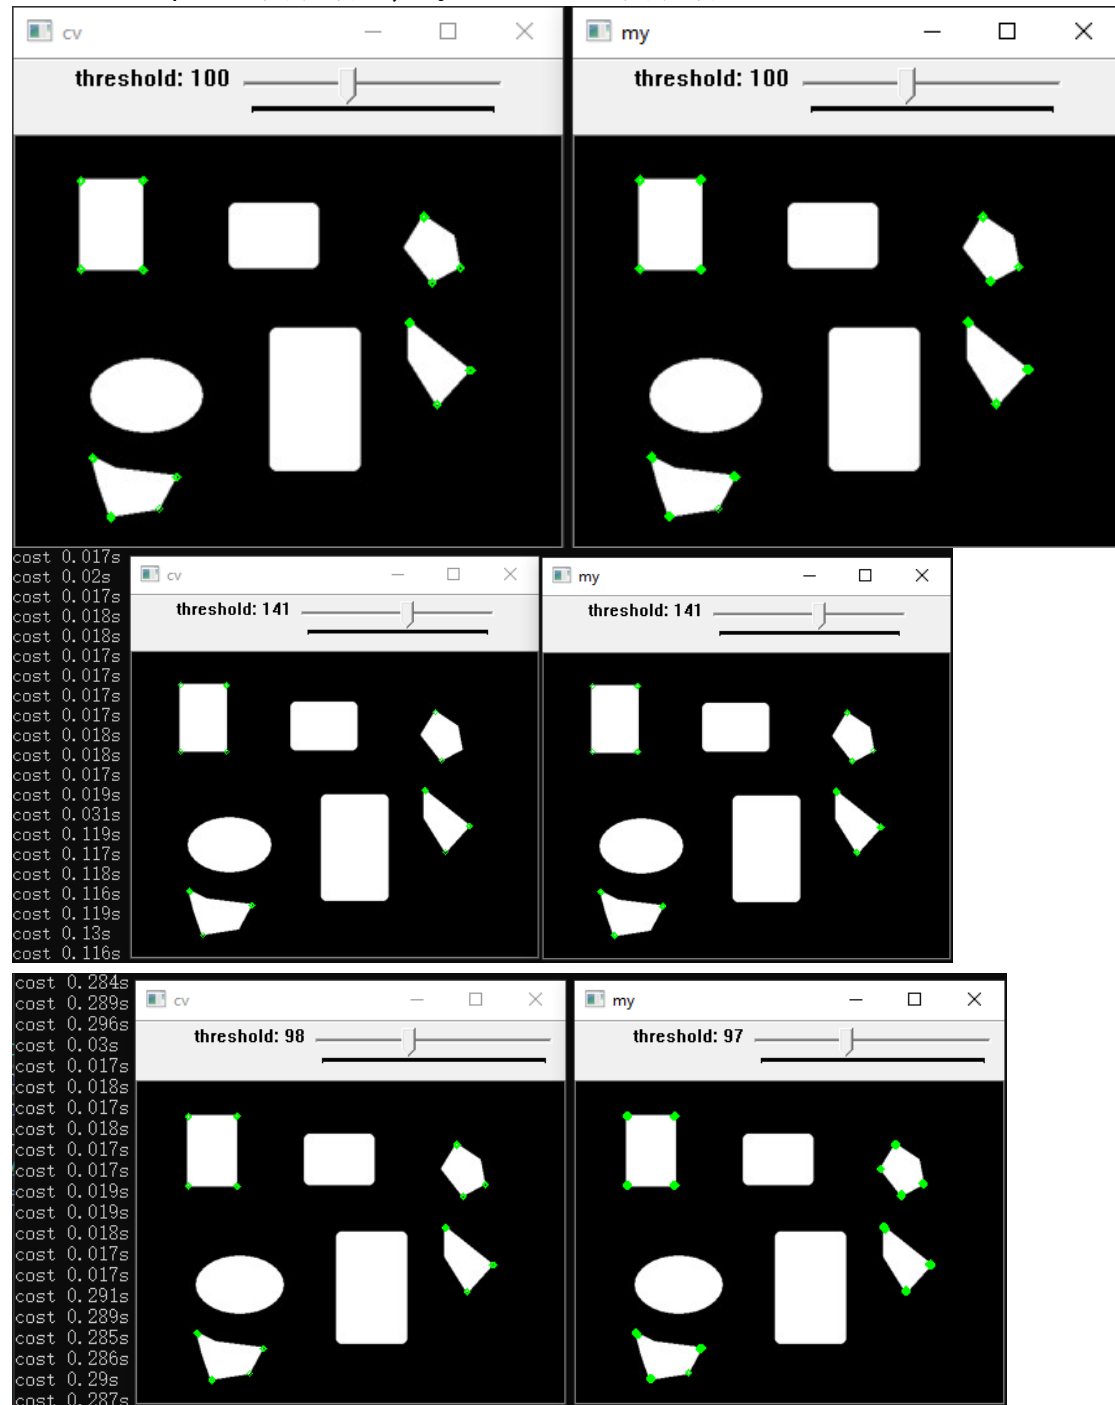 cv
my
threshold: 100
threshold: 100
cost 0.017s
cost 0.02s
cost 0.017s
cost 0.018s
cost 0.018s
cost 0.017s
cost 0.017s
cost 0.017s
cost 0.017s
cost 0.018s
cost 0.018s
cost 0.017s
cost 0.019s
cost 0.031s
cost 0.119s
cost 0.117s
cost 0.118s
cost 0.116s
cost 0.119s
cost 0.13s
cost 0.116s
cv
my
threshold: 141
threshold: 141
cost 0.284s
cost 0.289s
cost 0.296s
cost 0.03s
cost 0.017s
cost 0.018s
cost 0.017s
cost 0.018s
cost 0.017s
cost 0.017s
cost 0.019s
cost 0.019s
cost 0.018s
cost 0.017s
cost 0.017s
cost 0.291s
cost 0.289s
cost 0.285s
cost 0.286s
cost 0.29s
cost 0.287s
cv
my
threshold: 98
threshold: 97